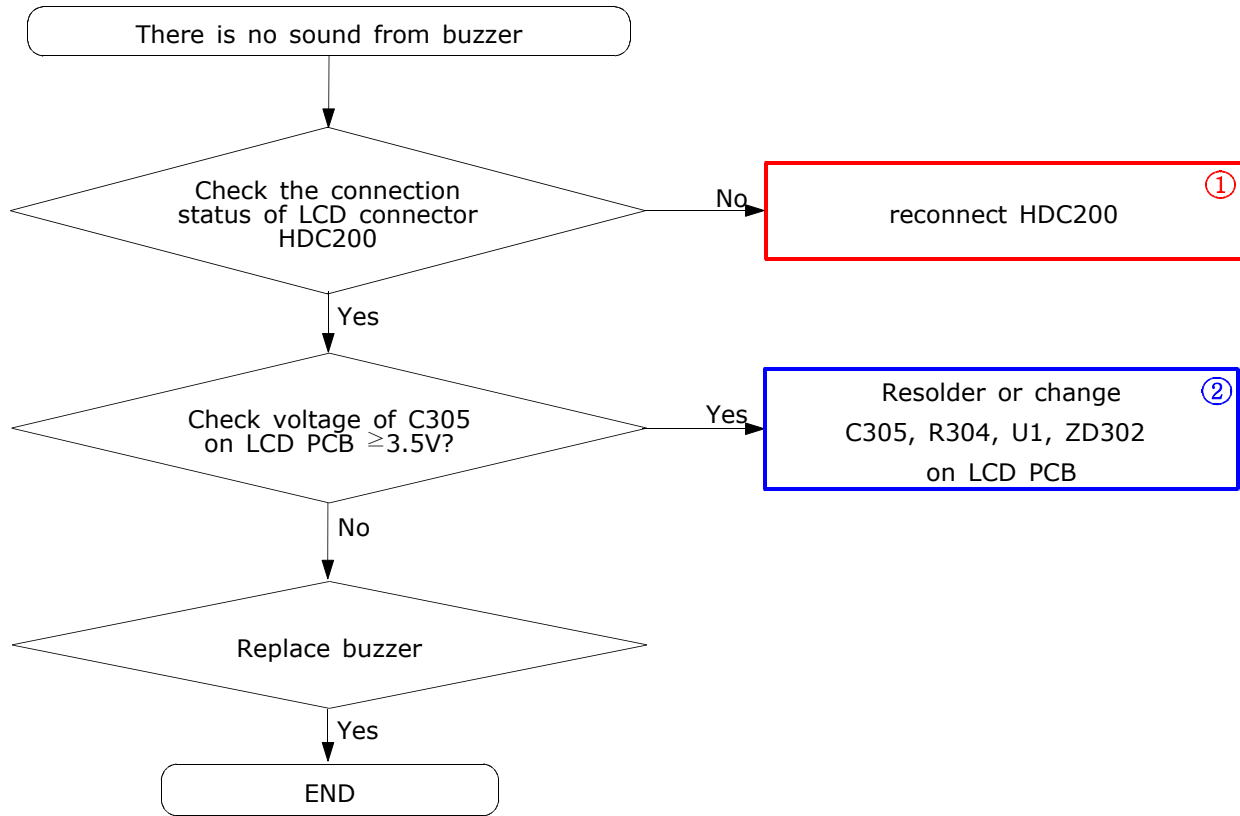 There is no sound from buzzer
Check the connection
status of LCD connector
HDC200
No
①
reconnect HDC200
Yes
Check voltage of C305
on LCD PCB ≥3.5V?
Yes
②
Resolder or change
C305, R304, U1, ZD302
on LCD PCB
No
Replace buzzer
Yes
END